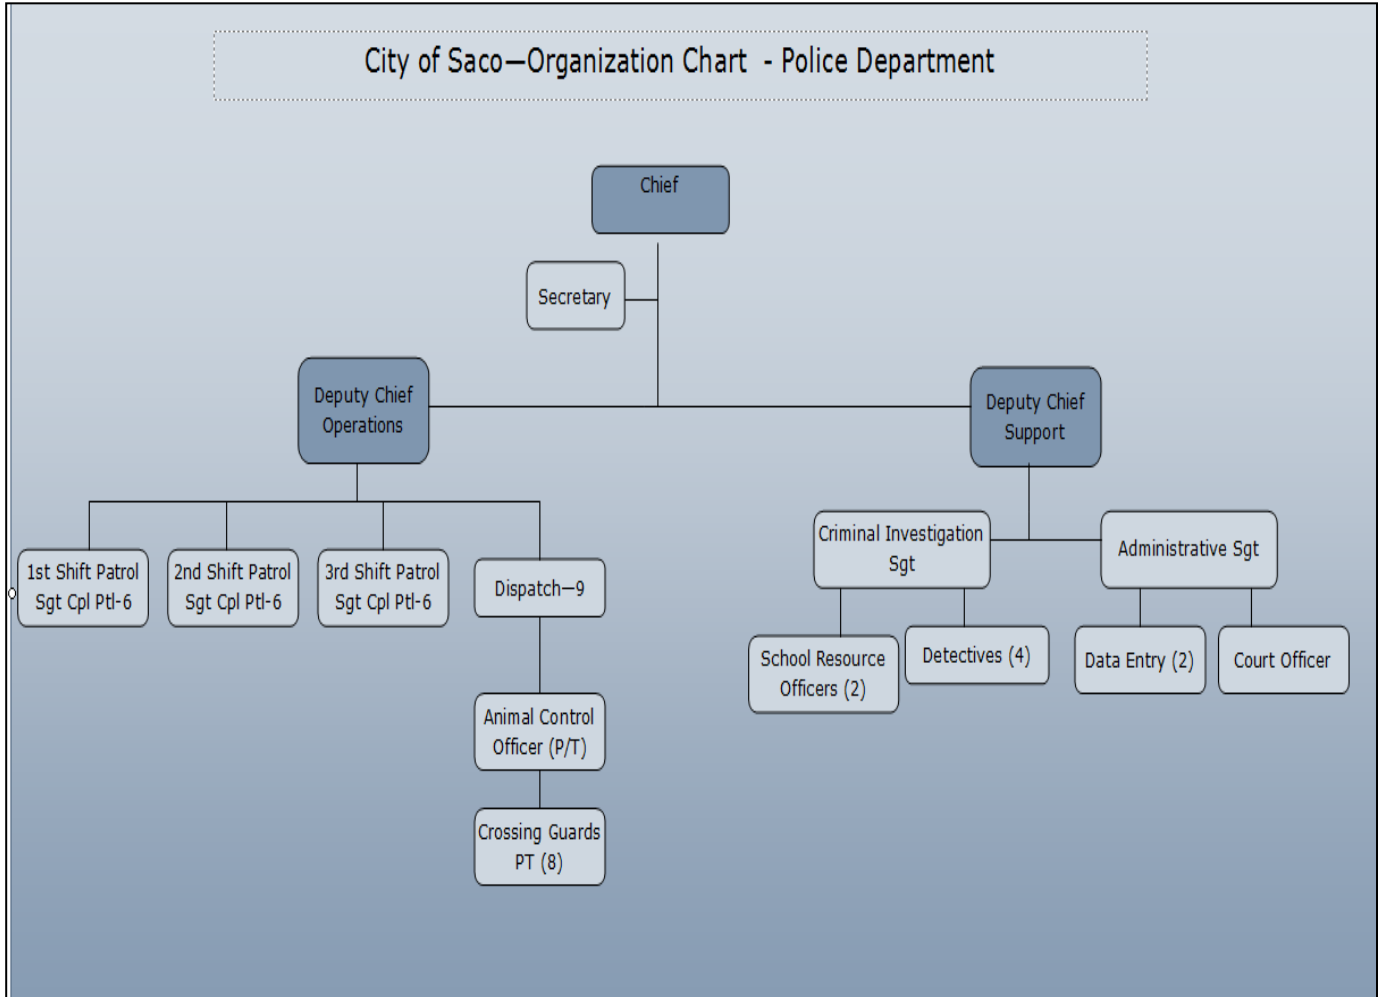 City of Saco—Organization Chart - Police Department
Chief
Secretary
Deputy Chief
Operations
Deputy Chief
Support
1st Shift Patrol
Sgt Cpl Ptl-6
2nd Shift Patrol
Sgt Cpl Ptl-6
3rd Shift Patrol
Sgt Cpl Ptl-6
Dispatch—9
Animal Control
Officer (P/T)
Crossing Guards
PT (8)
Criminal Investigation
Sgt
Administrative Sgt
School Resource
Officers (2)
Detectives (4)
Data Entry (2)
Court Officer